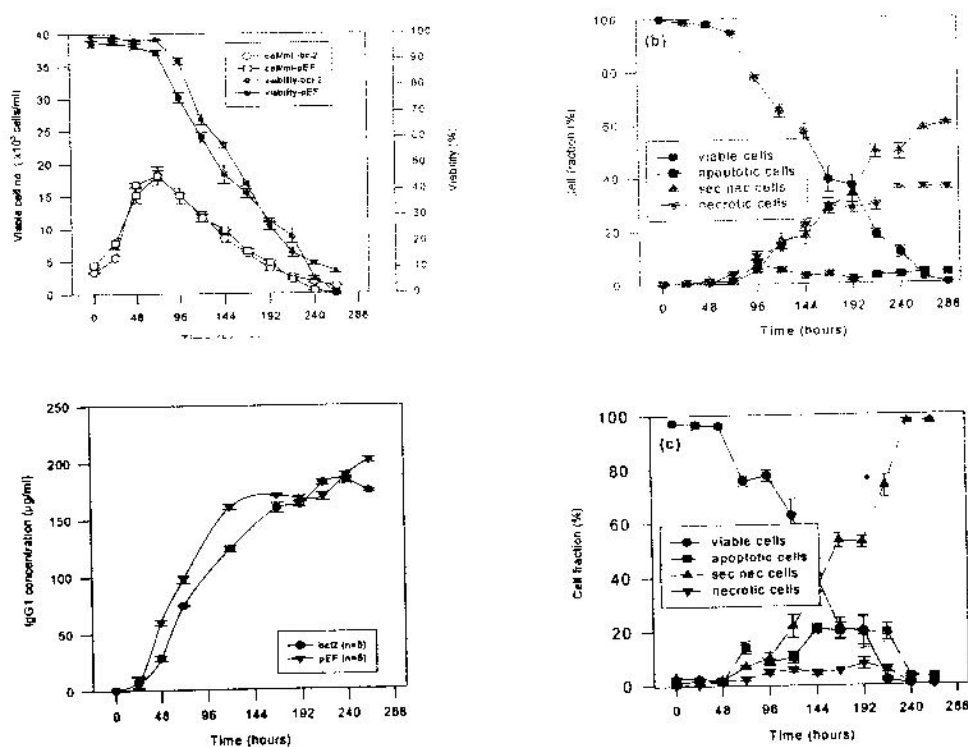 40
35
30
25
20
15
10
5
0
Viable cell no
cells/ml)
100
90
80
70
60
50
40
30
20
10
0
Viability (%)
0 48 96 144 192 240 288
100
80
60
40
20
0
Cell fraction (%)
(b)
viable cells
apoptotic cells
sec nec cells
necrotic cells
0 48 96 144 192 240 288
Time (hours)
250
200
150
100
50
0
IgG1 concentration (µg/ml)
bcl2 (n=6)
pEF (n=6)
0 48 96 144 192 240 288
Time (hours)
100
80
60
40
20
0
Cell fraction (%)
(c)
viable cells
apoptotic cells
sec nec cells
necrotic cells
0 48 96 144 192 240 288
Time (hours)